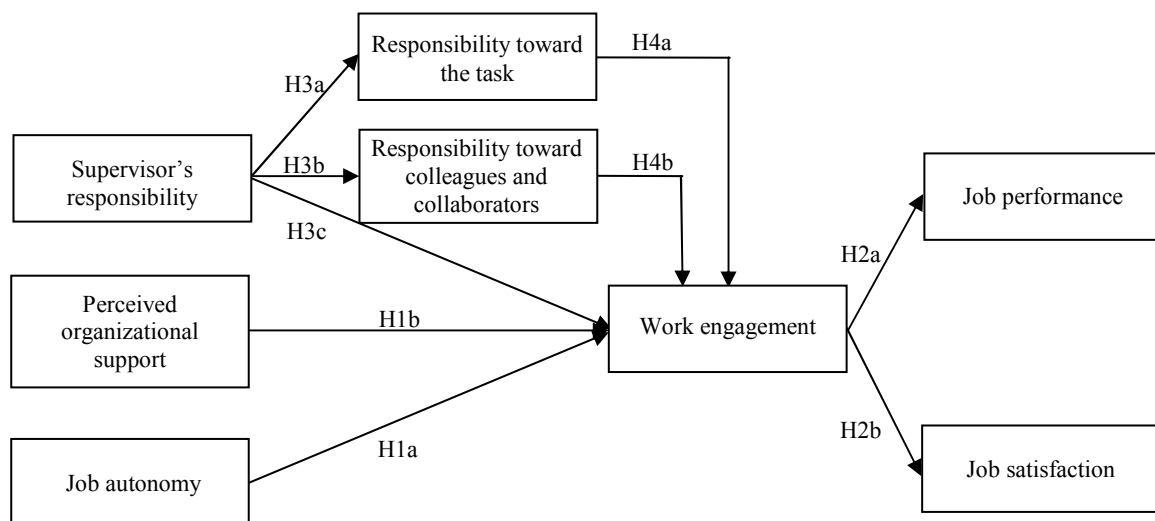 Responsibility toward
the task
H4a
H3a
Supervisor’s
responsibility
H3b
Responsibility toward
colleagues and
collaborators
H4b
H3c
Job performance
H2a
Perceived
organizational
support
H1b
Work engagement
H2b
H1a
Job autonomy
Job satisfaction